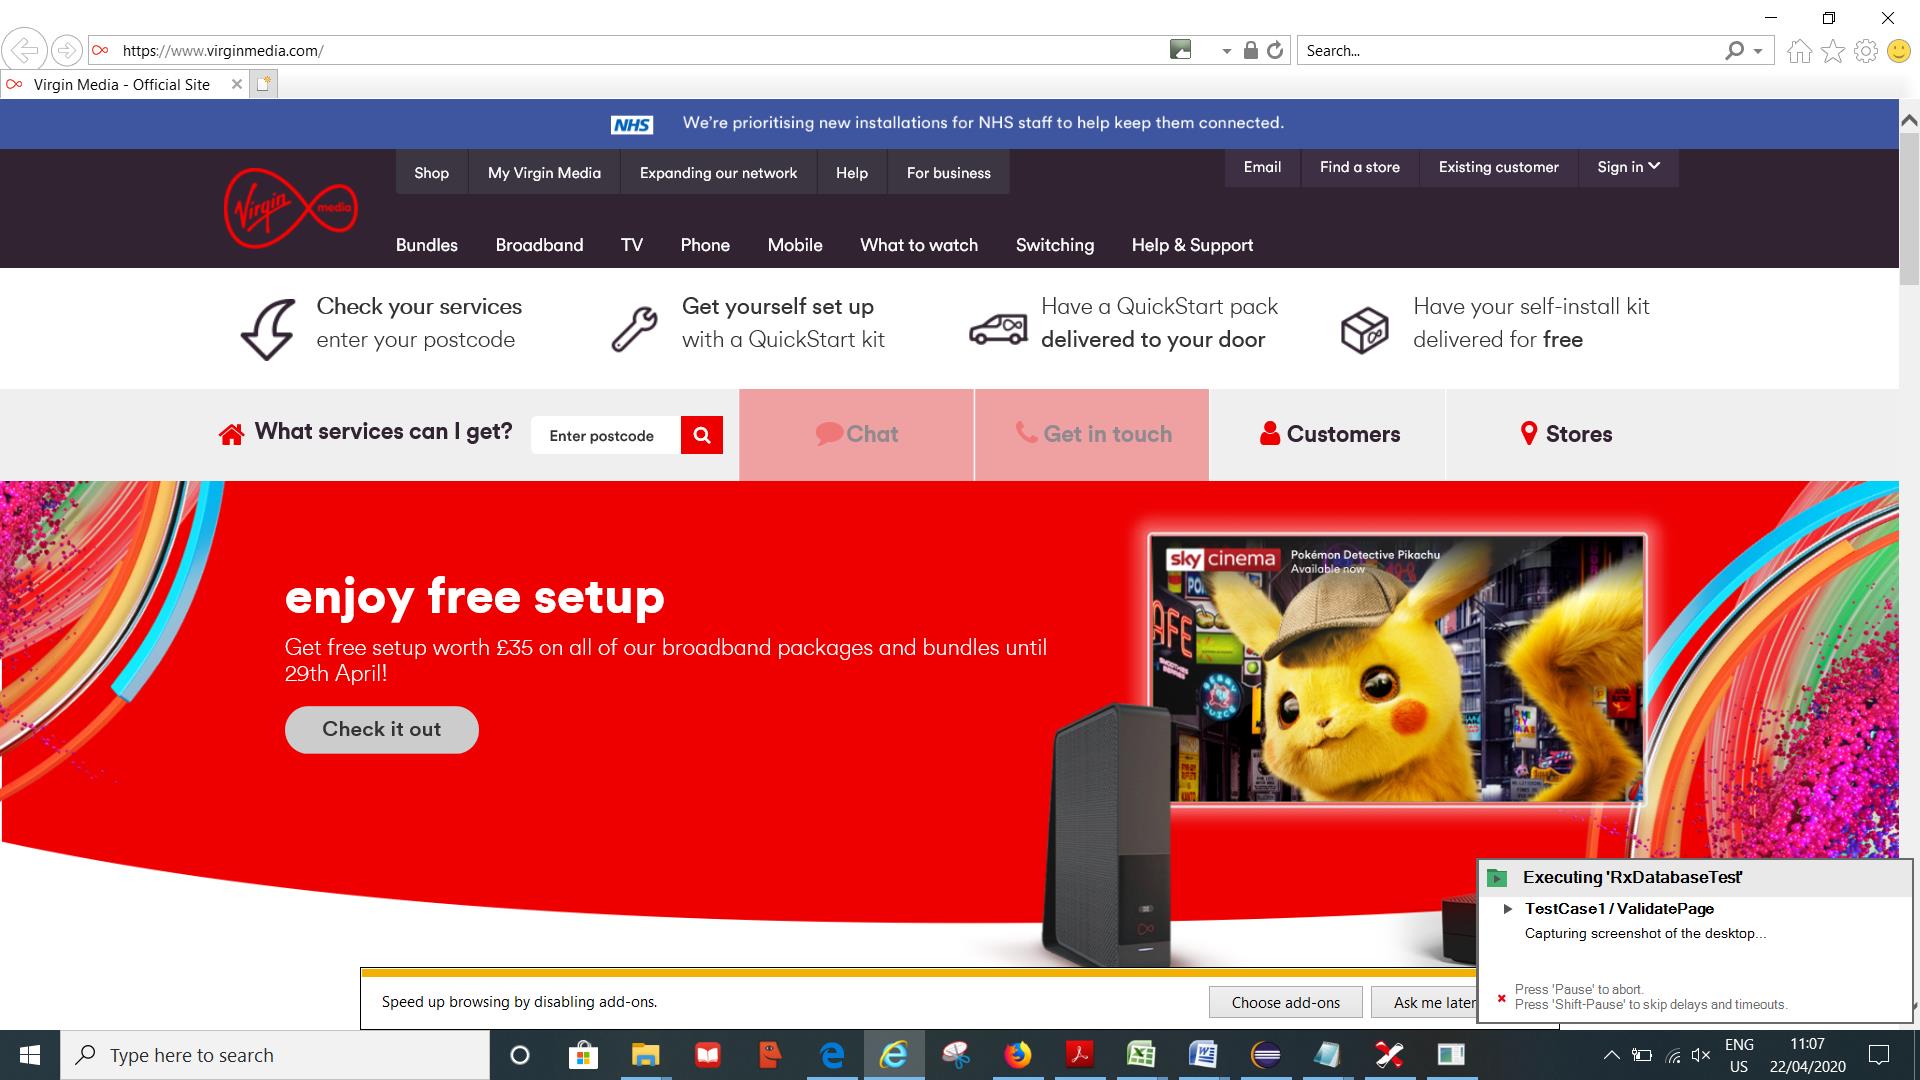 https://www.virginmedia.com/
Search...
Virgin Media - Official Site
NHS We're prioritising new installations for NHS staff to help keep them connected.
Shop My Virgin Media Expanding our network Help For business
Email Find a store Existing customer Sign in
Virgin media
Bundles Broadband TV Phone Mobile What to watch Switching Help & Support
Check your services
enter your postcode
Get yourself set up
with a QuickStart kit
Have a QuickStart pack
delivered to your door
Have your self-install kit
delivered for free
What services can I get? Enter postcode Chat Get in touch Customers Stores
enjoy free setup
Get free setup worth £35 on all of our broadband packages and bundles until
29th April!
Check it out
sky cinema
Pokémon Detective Pikachu
Available now
Executing 'RxDatabaseTest'
TestCase1 / ValidatePage
Capturing screenshot of the desktop...
Press 'Pause' to abort.
Press 'Shift-Pause' to skip delays and timeouts.
Speed up browsing by disabling add-ons.
Choose add-ons Ask me later
Type here to search
ENG
US
11:07
22/04/2020